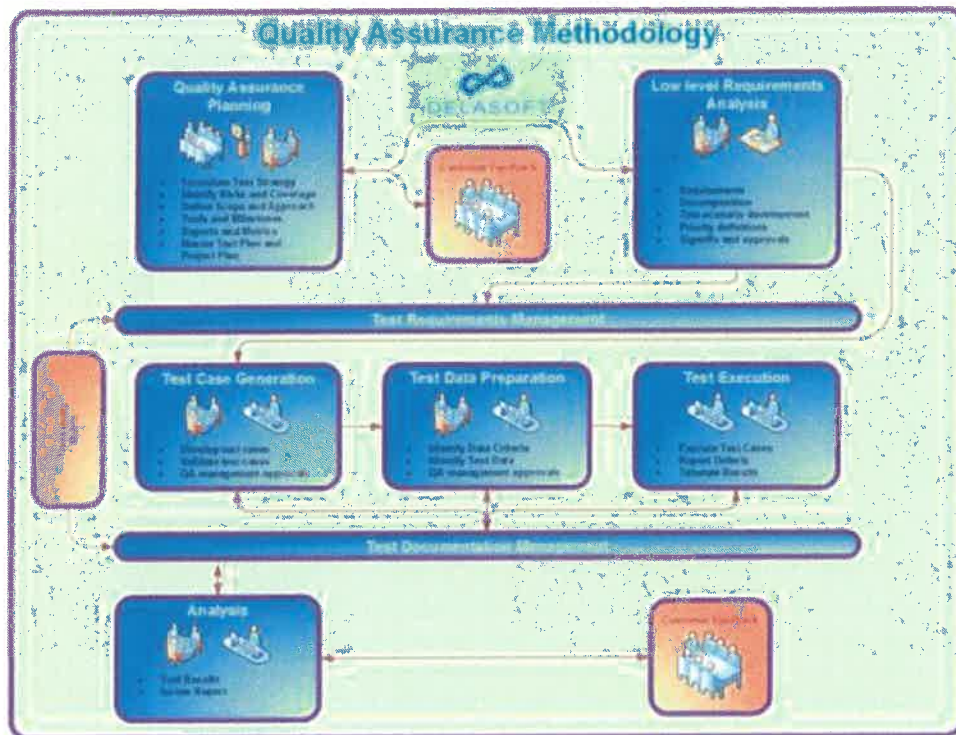 Quality Assurance Methodology
DELASOFT
Quality Assurance
Planning
Formulate Test Strategy
Identify Risks and Coverage
Define Scope and Approach
Tools and Milestones
Reports and Metrics
Master Test Plan and
Project Plan
Customer Feedback
Low level Requirements
Analysis
Requirements
Decomposition
Test scenario development
Priority definitions
Signoffs and approvals
Test Requirements Management
Test Case Generation
Develop test cases
Validate test cases
QA management approvals
Test Data Preparation
Identify Data Criteria
Identify Test Data
QA management approvals
Test Execution
Execute Test Cases
Report Defects
Results
Test Documentation Management
Analysis
Test Results
Report
Customer Feedback